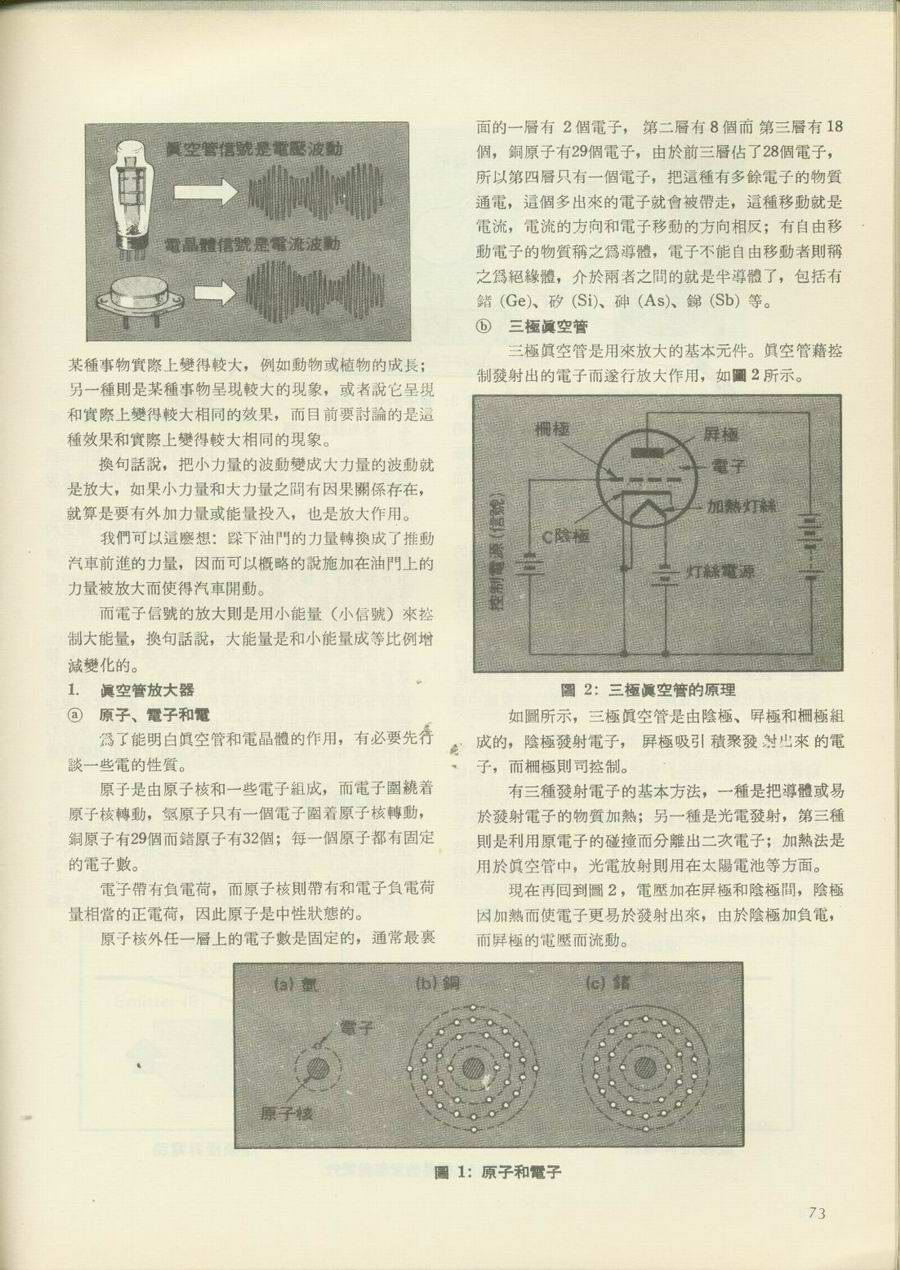 眞空管信號是電壓波動
電晶體信號是電流波動
某種事物實際上變得較大，例如動物或植物的成長；
另一種則是某種事物呈現較大的現象，或者說它呈現
和實際上變得較大相同的效果，而目前要討論的是這
種效果和實際上變得較大相同的現象。
換句話說，把小力量的波動變成大力量的波動就
是放大，如果小力量和大力量之間有因果關係存在，
就算是要有外加力量或能量投入，也是放大作用。
我們可以這麽想：踩下油門的力量轉換成了推動
汽車前進的力量，因而可以槪略的說施加在油門上的
力量被放大而使得汽車開動。
而電子信號的放大則是用小能量（小信號）來控
制大能量，換句話說，大能量是和小能量成等比例增
減變化的。
1. 眞空管放大器
ⓐ 原子、電子和電
爲了能明白眞空管和電晶體的作用，有必要先行
談一些電的性質。
原子是由原子核和一些電子組成，而電子圍繞着
原子核轉動，氫原子只有一個電子圍着原子核轉動，
銅原子有29個而鍺原子有32個；每一個原子都有固定
的電子數。
電子帶有負電荷，而原子核則帶有和電子負電荷
量相當的正電荷，因此原子是中性狀態的。
原子核外任一層上的電子數是固定的，通常最裏
面的一層有 2 個電子， 第二層有 8 個而 第三層有 18
個，銅原子有29個電子，由於前三層佔了28個電子，
所以第四層只有一個電子，把這種有多餘電子的物質
通電，這個多出來的電子就會被帶走，這種移動就是
電流，電流的方向和電子移動的方向相反；有自由移
動電子的物質稱之爲導體，電子不能自由移動者則稱
之爲絕緣體，介於兩者之間的就是半導體了，包括有
鍺 (Ge)、矽 (Si)、砷 (As)、銻 (Sb) 等。
ⓑ 三極眞空管
三極眞空管是用來放大的基本元件。眞空管藉控
制發射出的電子而遂行放大作用，如圖 2 所示。
柵極
屛極
電子
加熱灯絲
C陰極
灯絲電源
控制電源（信號）
圖 2：三極眞空管的原理
如圖所示，三極眞空管是由陰極、屛極和柵極組
成的，陰極發射電子， 屛極吸引 積聚發 射出來 的電
子，而柵極則司控制。
有三種發射電子的基本方法，一種是把導體或易
於發射電子的物質加熱；另一種是光電發射，第三種
則是利用原電子的碰撞而分離出二次電子；加熱法是
用於眞空管中，光電放射則用在太陽電池等方面。
現在再回到圖 2 ，電壓加在屛極和陰極間，陰極
因加熱而使電子更易於發射出來，由於陰極加負電，
而屛極的電壓而流動。
(a) 氫
(b) 銅
(c) 鍺
電子
原子核
圖 1：原子和電子
73